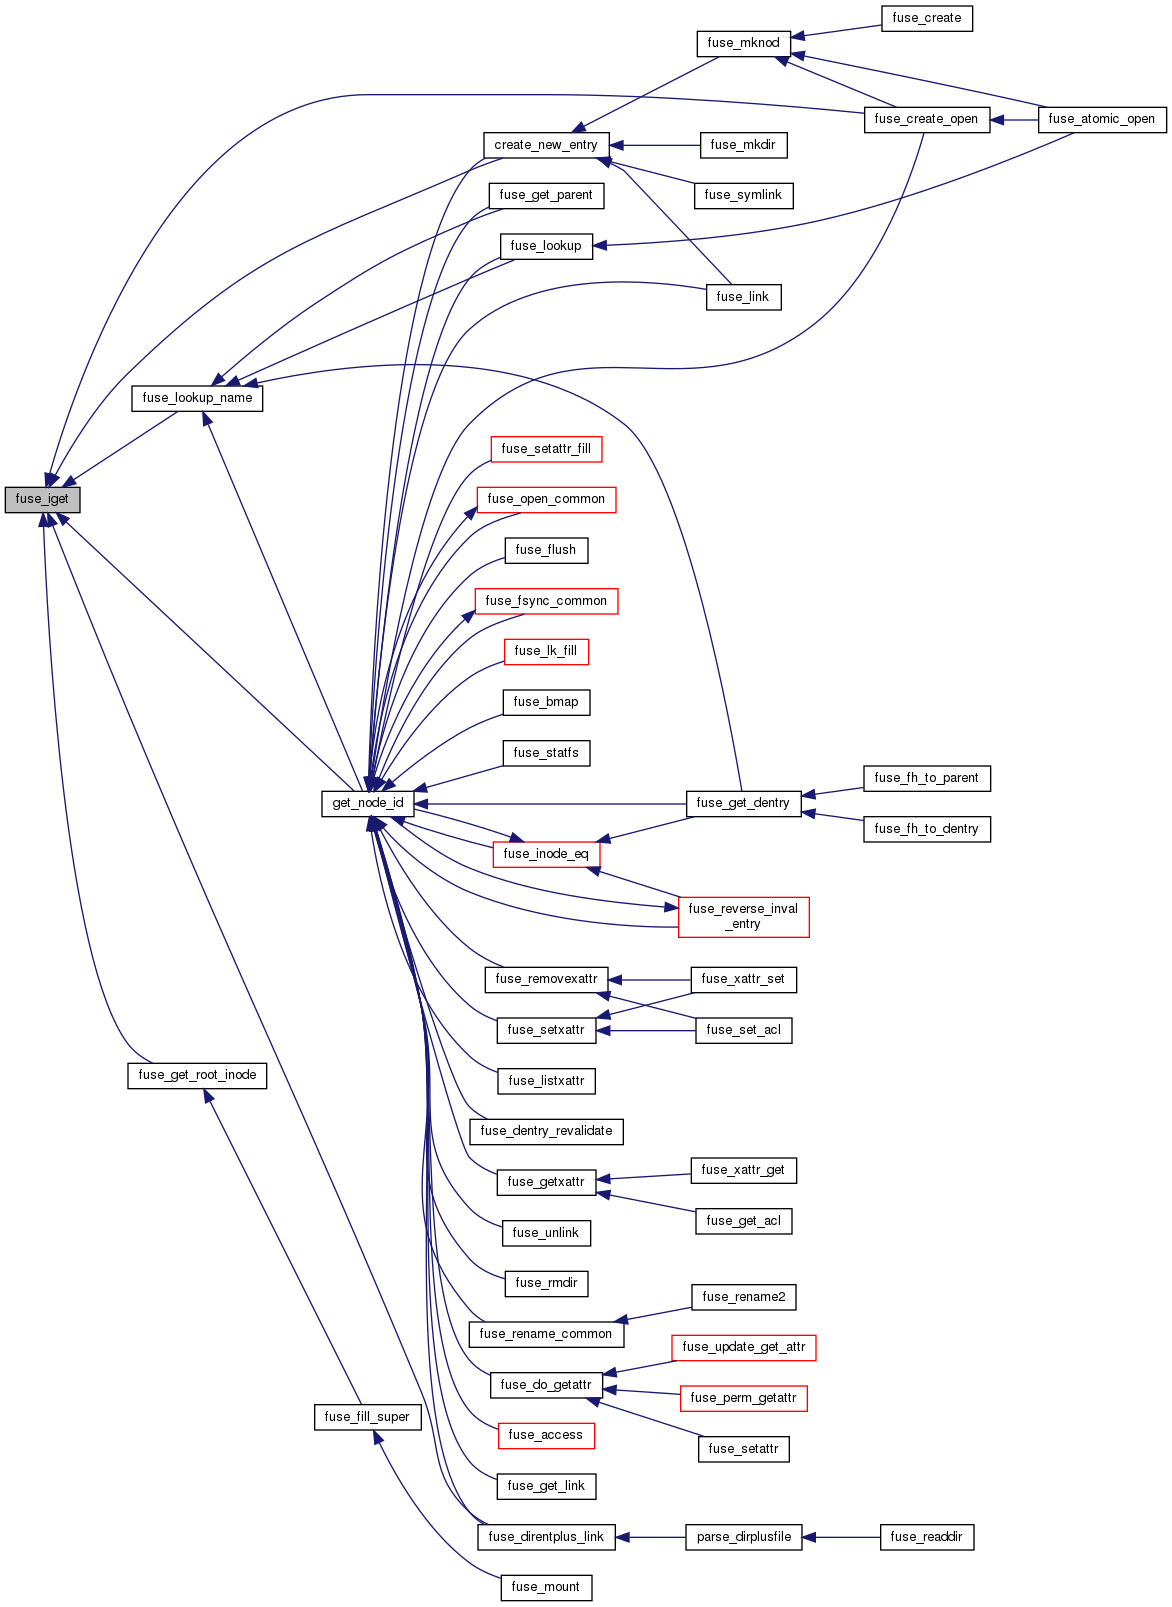 fuse_create
fuse_mknod
fuse_create_open
fuse_atomic_open
create_new_entry
fuse_mkdir
fuse_get_parent
fuse_symlink
fuse_lookup
fuse_link
fuse_lookup_name
fuse_setattr_fill
fuse_iget
fuse_open_common
fuse_flush
fuse_fsync_common
fuse_lk_fill
fuse_bmap
fuse_statfs
fuse_fh_to_parent
get_node_id
fuse_get_dentry
fuse_fh_to_dentry
fuse_inode_eq
fuse_reverse_inval
_entry
fuse_removexattr
fuse_xattr_set
fuse_setxattr
fuse_set_acl
fuse_get_root_inode
fuse_listxattr
fuse_dentry_revalidate
fuse_xattr_get
fuse_getxattr
fuse_get_acl
fuse_unlink
fuse_rmdir
fuse_rename2
fuse_rename_common
fuse_update_get_attr
fuse_do_getattr
fuse_perm_getattr
fuse_fill_super
fuse_access
fuse_setattr
fuse_get_link
fuse_direntplus_link
parse_dirplusfile
fuse_readdir
fuse_mount